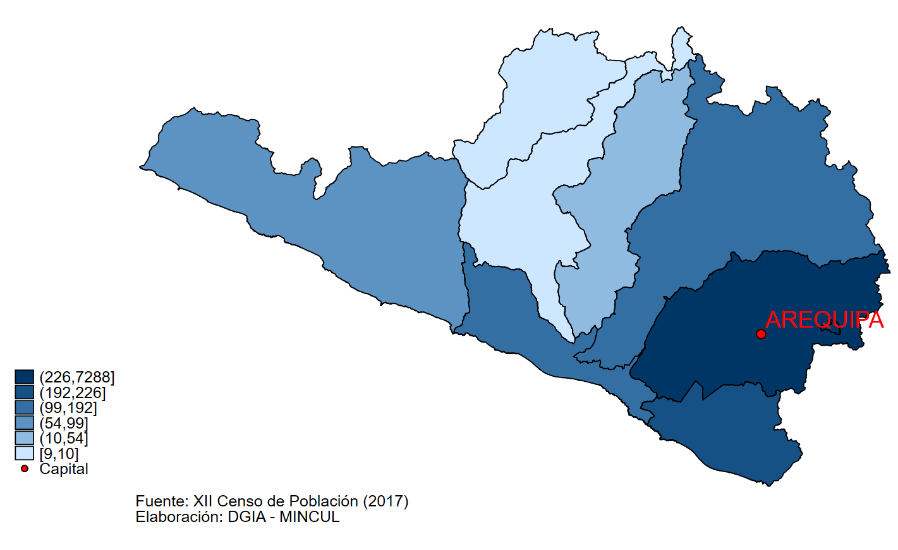 AREQUIPA
(226,7288]
(192,226]
(99,192]
(54,99]
(10,54]
[9,10]
Capital
Fuente: XII Censo de Población (2017)
Elaboración: DGIA - MINCUL